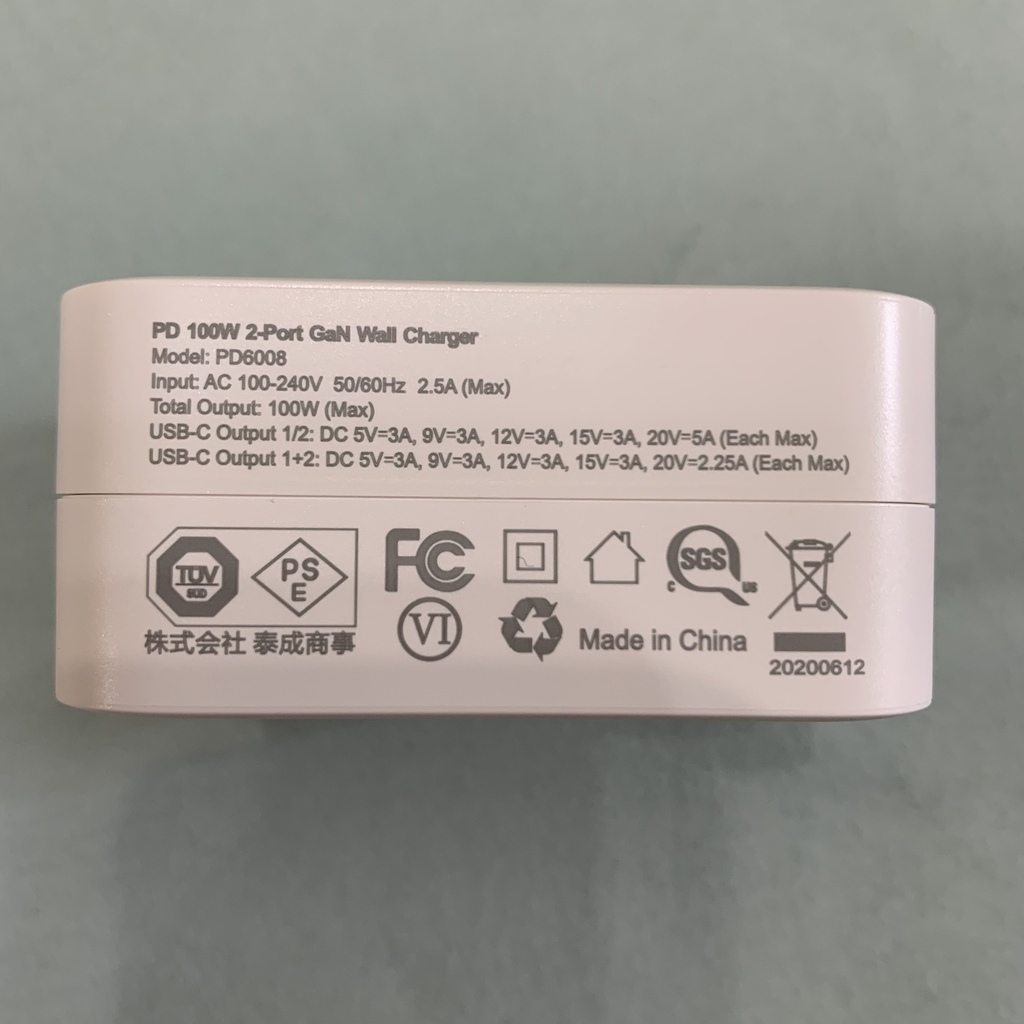 PD 100W 2-Port GaN Wall Charger
Model: PD6008
Input: AC 100-240V 50/60Hz 2.5A (Max)
Total Output: 100W (Max)
USB-C Output 1/2: DC 5V=3A, 9V=3A, 12V=3A, 15V=3A, 20V=5A (Each Max)
USB-C Output 1+2: DC 5V=3A, 9V=3A, 12V=3A, 15V=3A, 20V=2.25A (Each Max)
TÜV
SÜD
PS
E
FC
c SGS us
株式会社 泰成商事
VI
Made in China
20200612